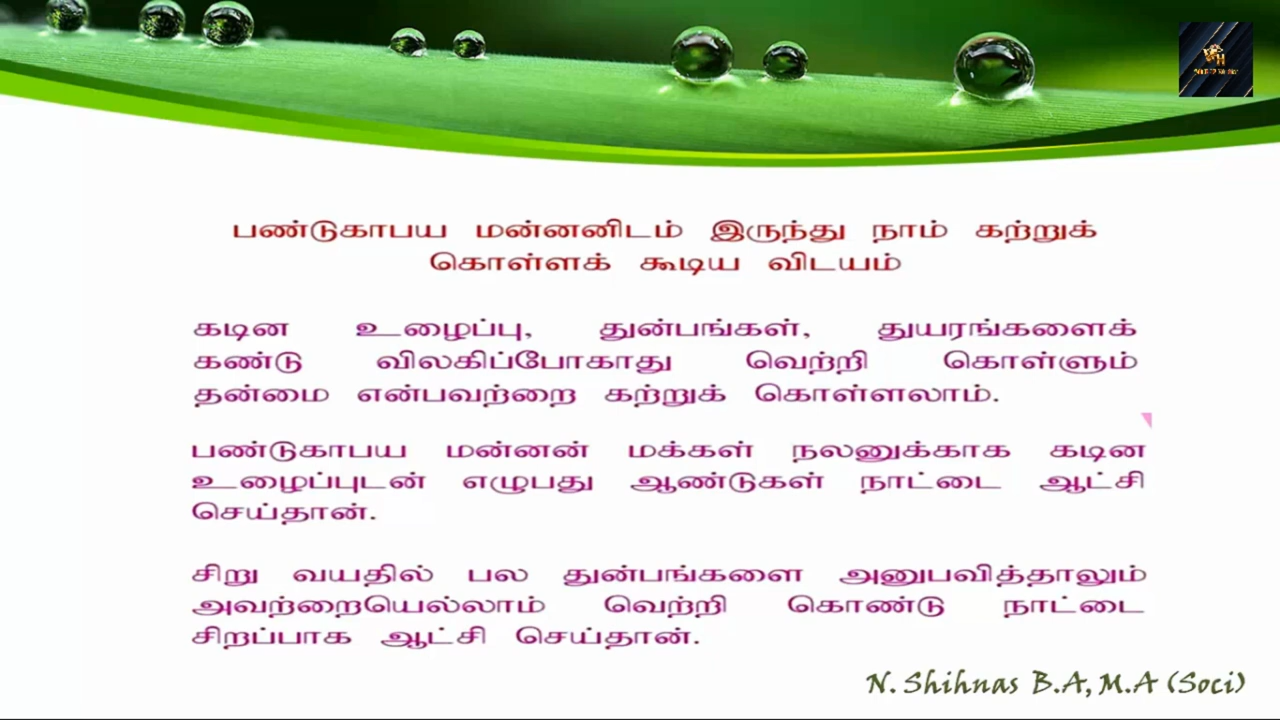 பண்டுகாபய மன்னனிடம் இருந்து நாம் கற்றுக்
கொள்ளக் கூடிய விடயம்
கடின உழைப்பு, துன்பங்கள், துயரங்களைக்
கண்டு விலகிப்போகாது வெற்றி கொள்ளும்
தன்மை என்பவற்றை கற்றுக் கொள்ளலாம்.
பண்டுகாபய மன்னன் மக்கள் நலனுக்காக கடின
உழைப்புடன் எழுபது ஆண்டுகள் நாட்டை ஆட்சி
செய்தான்.
சிறு வயதில் பல துன்பங்களை அனுபவித்தாலும்
அவற்றையெல்லாம் வெற்றி கொண்டு நாட்டை
சிறப்பாக ஆட்சி செய்தான்.
N. Shihnas B.A, M.A (Soci)